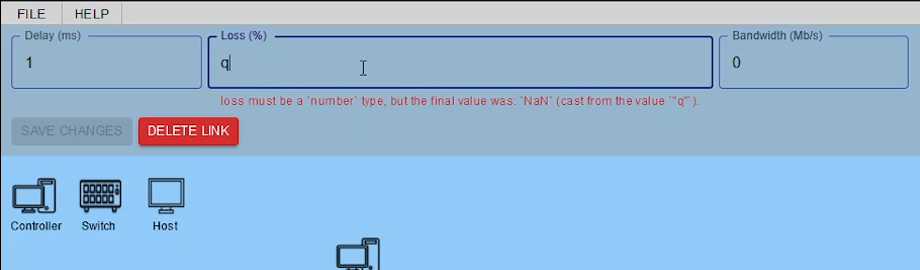 FILE HELP
Delay (ms) Loss (%) Bandwidth (Mb/s)
1 q 0
loss must be a `number` type, but the final value was: `NaN` (cast from the value `"q"`).
SAVE CHANGES DELETE LINK
Controller Switch Host